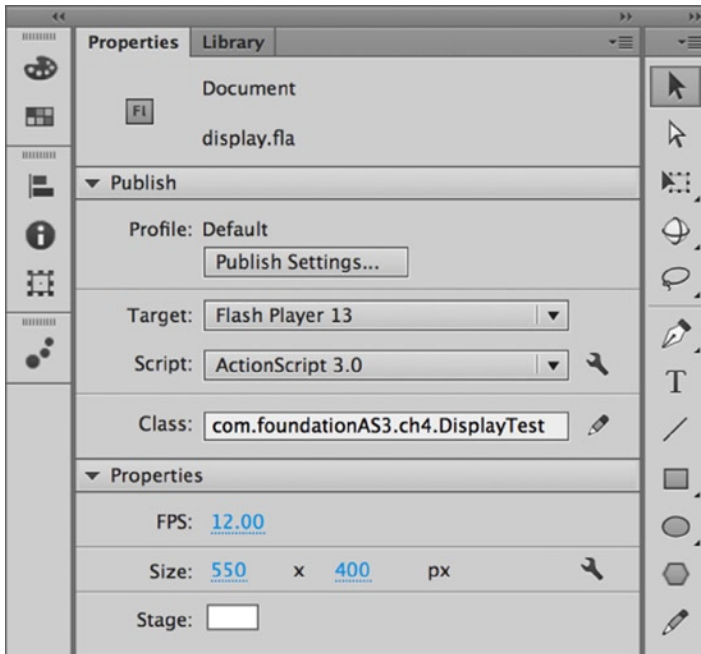 Properties Library
Document
Fl
display.fla
Publish
Profile: Default
Publish Settings...
Target: Flash Player 13
Script: ActionScript 3.0
Class: com.foundationAS3.ch4.DisplayTest
Properties
FPS: 12.00
Size: 550 x 400 px
Stage:
T